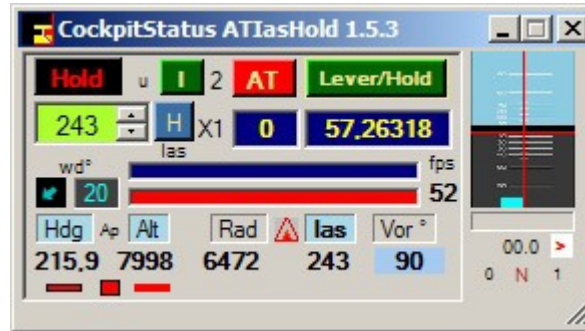 CockpitStatus ATIasHold 1.5.3
Hold u I 2 AT Lever/Hold
243 H X1 0 57,26318
Ias
wd° fps
20 52
Hdg Ap Alt Rad Ias Vor °
215,9 7998 6472 243 90
00.0 >
0 N 1